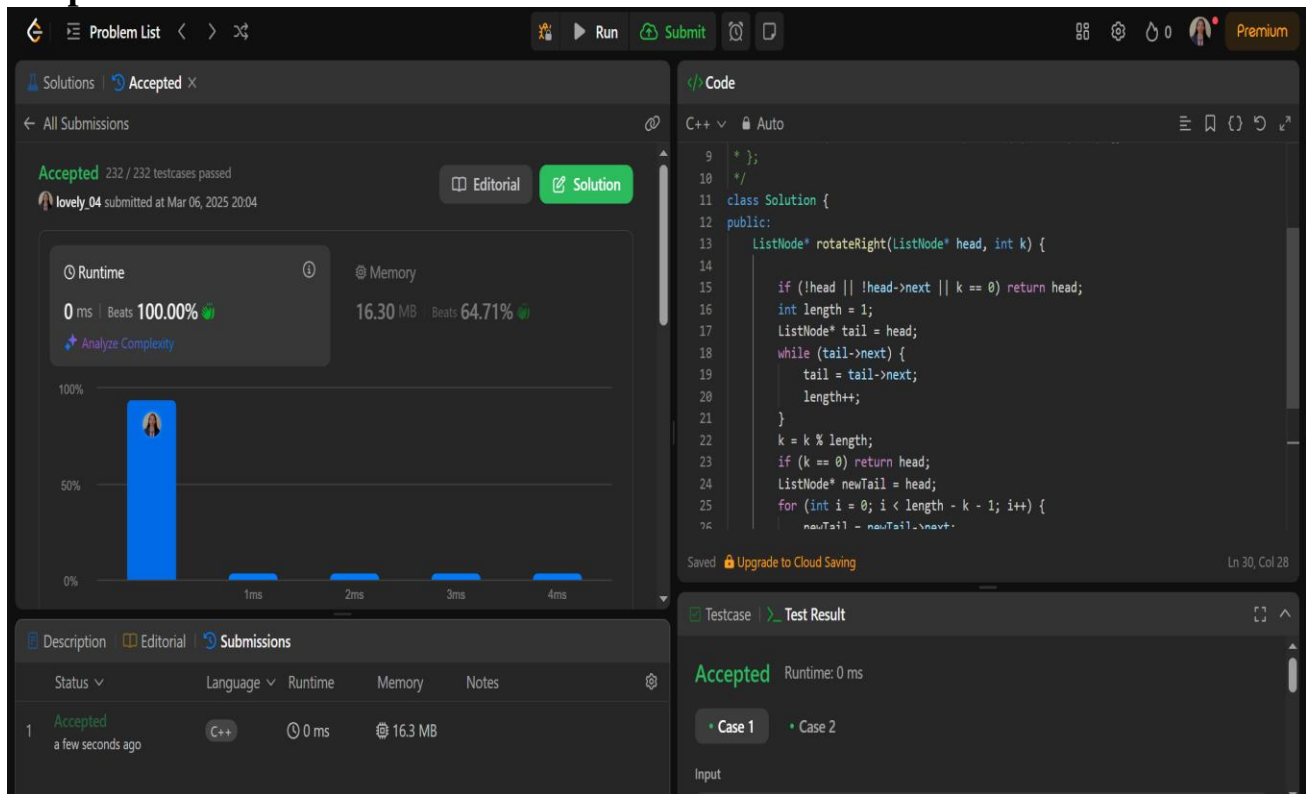 Problem List
Run
Submit
0
Premium
Solutions
Accepted
All Submissions
Accepted 232 / 232 testcases passed
lovely_04 submitted at Mar 06, 2025 20:04
Editorial
Solution
Runtime
0 ms | Beats 100.00%
Analyze Complexity
Memory
16.30 MB | Beats 64.71%
100%
50%
0%
1ms 2ms 3ms 4ms
Description | Editorial | Submissions
Status Language Runtime Memory Notes
1 Accepted C++ 0 ms 16.3 MB
a few seconds ago
</> Code
C++ Auto
9 * };
10 */
11 class Solution {
12 public:
13 ListNode* rotateRight(ListNode* head, int k) {
14
15 if (!head || !head->next || k == 0) return head;
16 int length = 1;
17 ListNode* tail = head;
18 while (tail->next) {
19 tail = tail->next;
20 length++;
21 }
22 k = k % length;
23 if (k == 0) return head;
24 ListNode* newTail = head;
25 for (int i = 0; i < length - k - 1; i++) {
26 newTail = newTail->next;
Saved Upgrade to Cloud Saving Ln 30, Col 28
Testcase | >_ Test Result
Accepted Runtime: 0 ms
• Case 1 • Case 2
Input